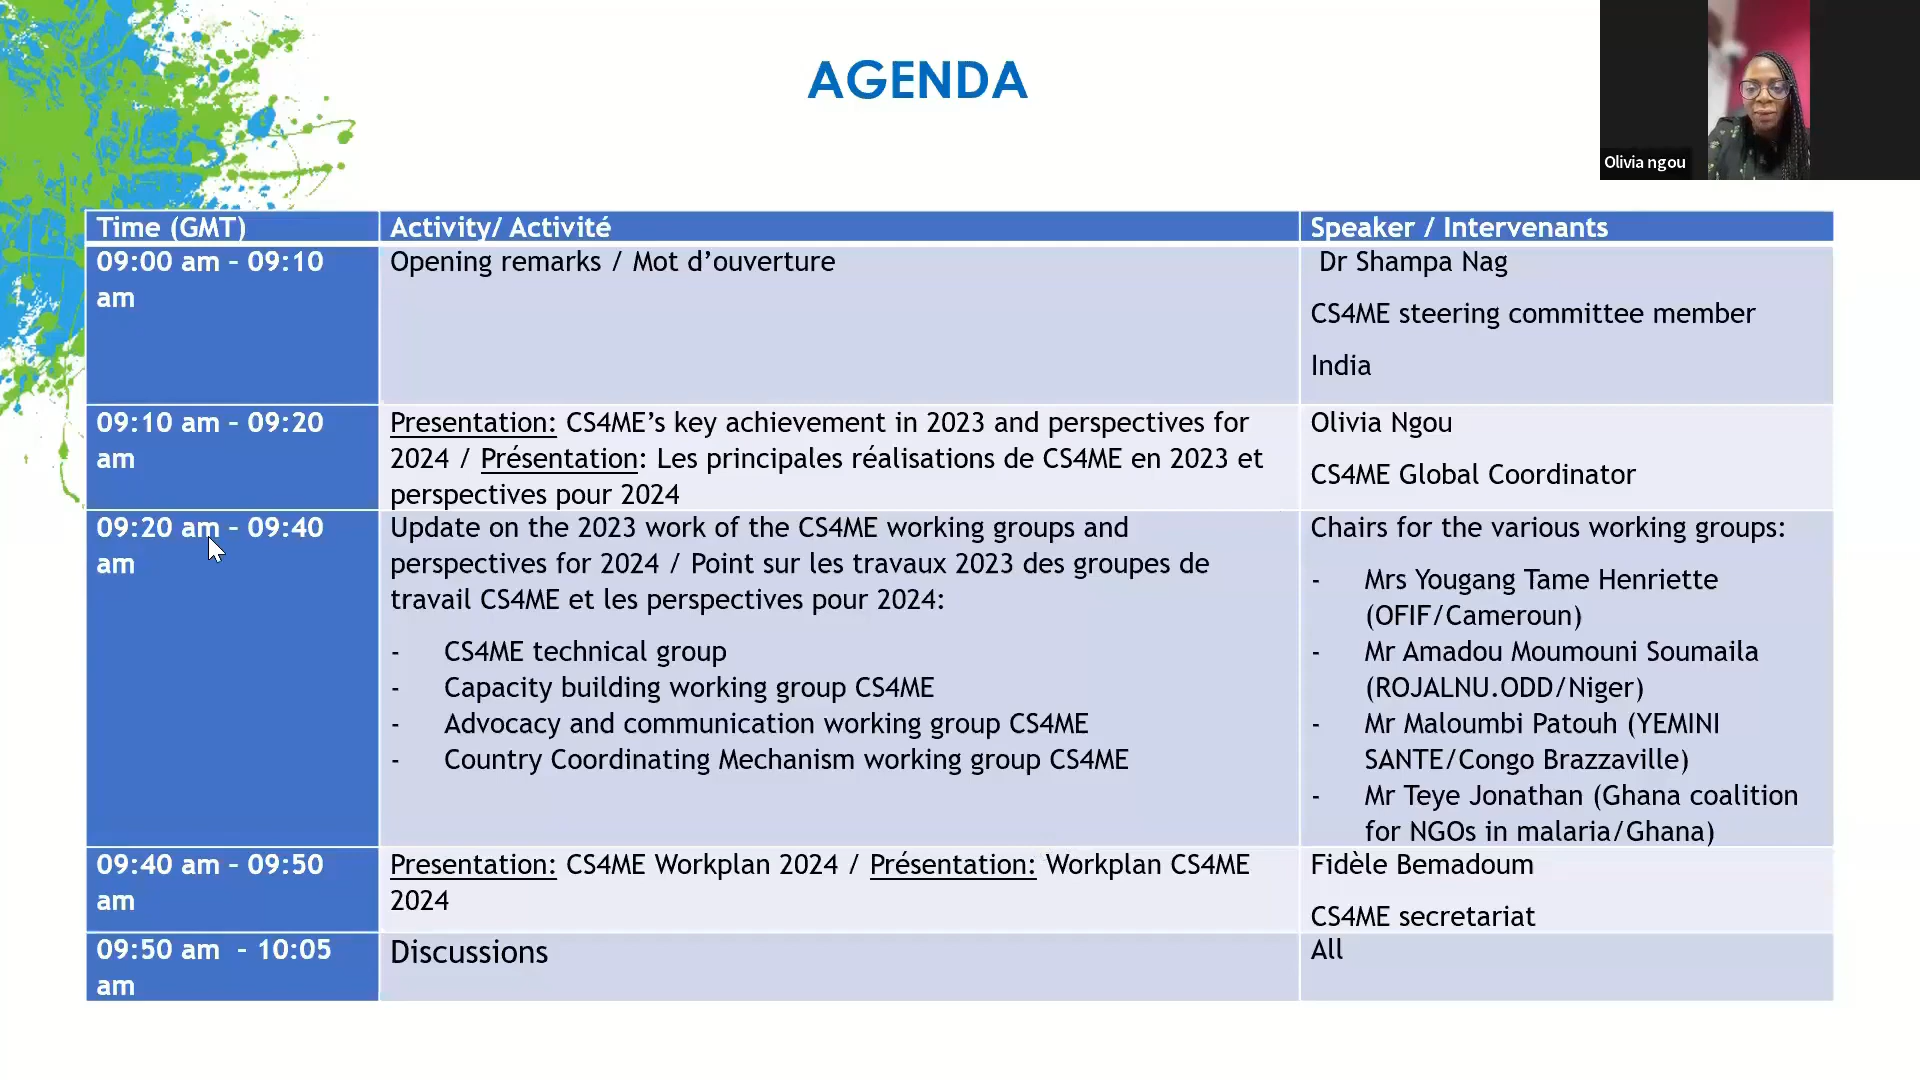 AGENDA
Olivia ngou
Time (GMT)
Activity/ Activité
Speaker / Intervenants
09:00 am – 09:10
am
Opening remarks / Mot d’ouverture
Dr Shampa Nag
CS4ME steering committee member
India
09:10 am – 09:20
am
Presentation: CS4ME’s key achievement in 2023 and perspectives for
2024 / Présentation: Les principales réalisations de CS4ME en 2023 et
perspectives pour 2024
Olivia Ngou
CS4ME Global Coordinator
09:20 am – 09:40
am
Update on the 2023 work of the CS4ME working groups and
perspectives for 2024 / Point sur les travaux 2023 des groupes de
travail CS4ME et les perspectives pour 2024:
- CS4ME technical group
- Capacity building working group CS4ME
- Advocacy and communication working group CS4ME
- Country Coordinating Mechanism working group CS4ME
Chairs for the various working groups:
- Mrs Yougang Tame Henriette
(OFIF/Cameroun)
- Mr Amadou Moumouni Soumaila
(ROJALNU.ODD/Niger)
- Mr Maloumbi Patouh (YEMINI
SANTE/Congo Brazzaville)
- Mr Teye Jonathan (Ghana coalition
for NGOs in malaria/Ghana)
09:40 am – 09:50
am
Presentation: CS4ME Workplan 2024 / Présentation: Workplan CS4ME
2024
Fidèle Bemadoum
CS4ME secretariat
09:50 am - 10:05
am
Discussions
All